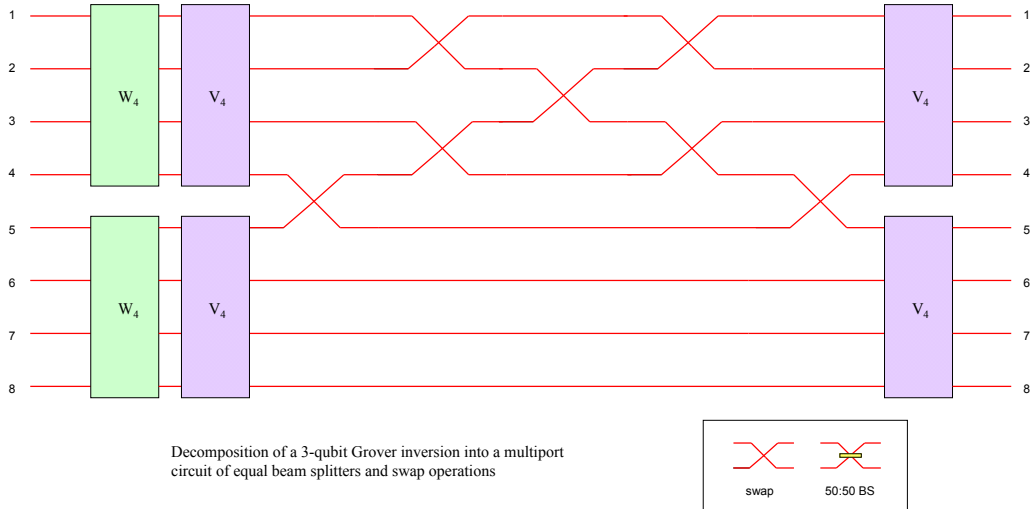 1
1
2
2
W₄
V₄
V₄
3
3
4
4
5
5
6
6
W₄
V₄
V₄
7
7
8
8
Decomposition of a 3-qubit Grover inversion into a multiport
circuit of equal beam splitters and swap operations
swap
50:50 BS